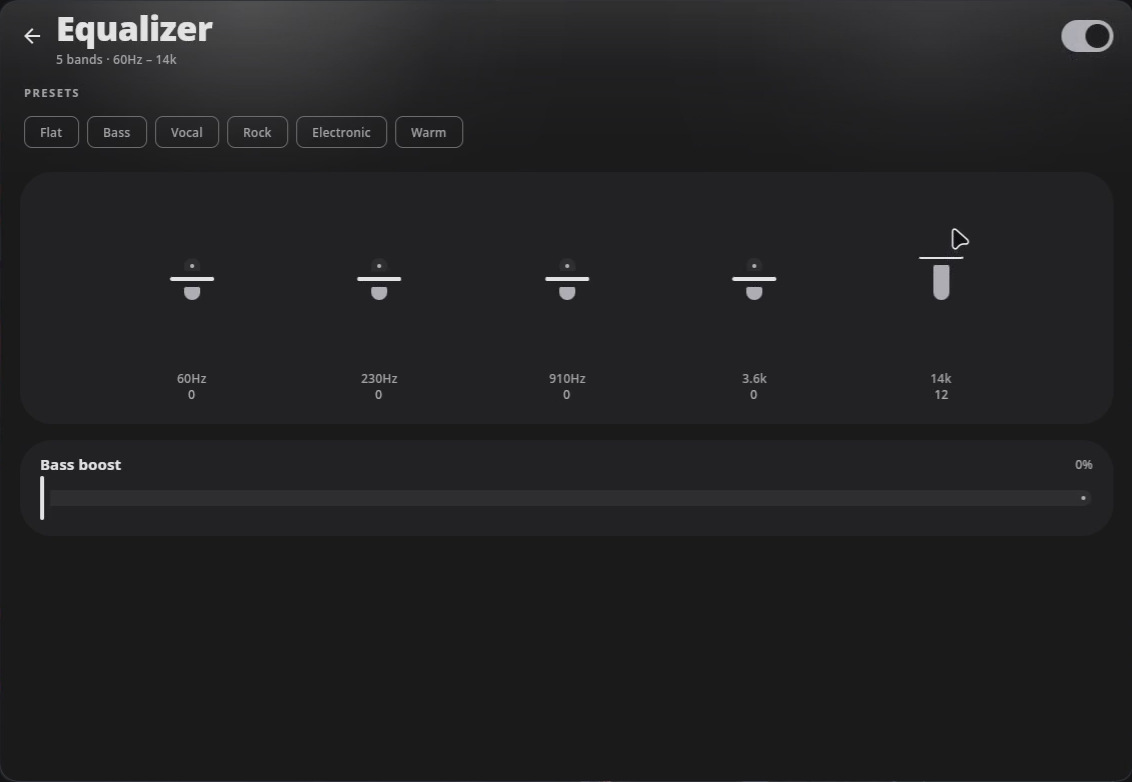 Equalizer
5 bands · 60Hz – 14k
PRESETS
Flat Bass Vocal Rock Electronic Warm
60Hz 230Hz 910Hz 3.6k 14k
0 0 0 0 12
Bass boost 0%